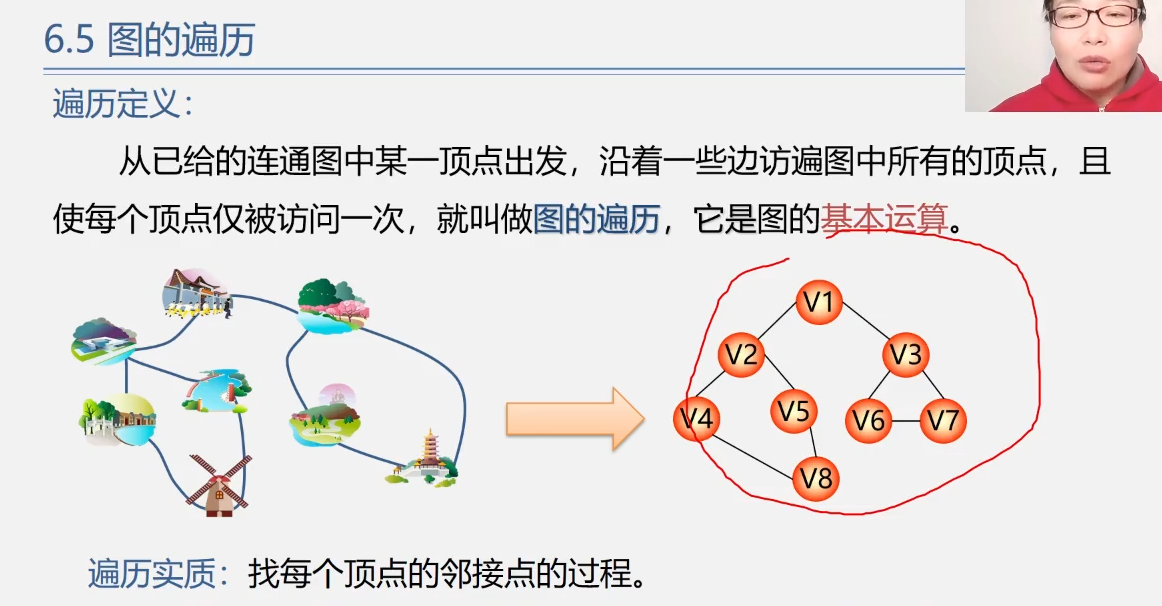 6.5 图的遍历
遍历定义：
从已给的连通图中某一顶点出发，沿着一些边访遍图中所有的顶点，且
使每个顶点仅被访问一次，就叫做图的遍历，它是图的基本运算。
V1
V2
V3
V4
V5
V6
V7
V8
遍历实质：找每个顶点的邻接点的过程。